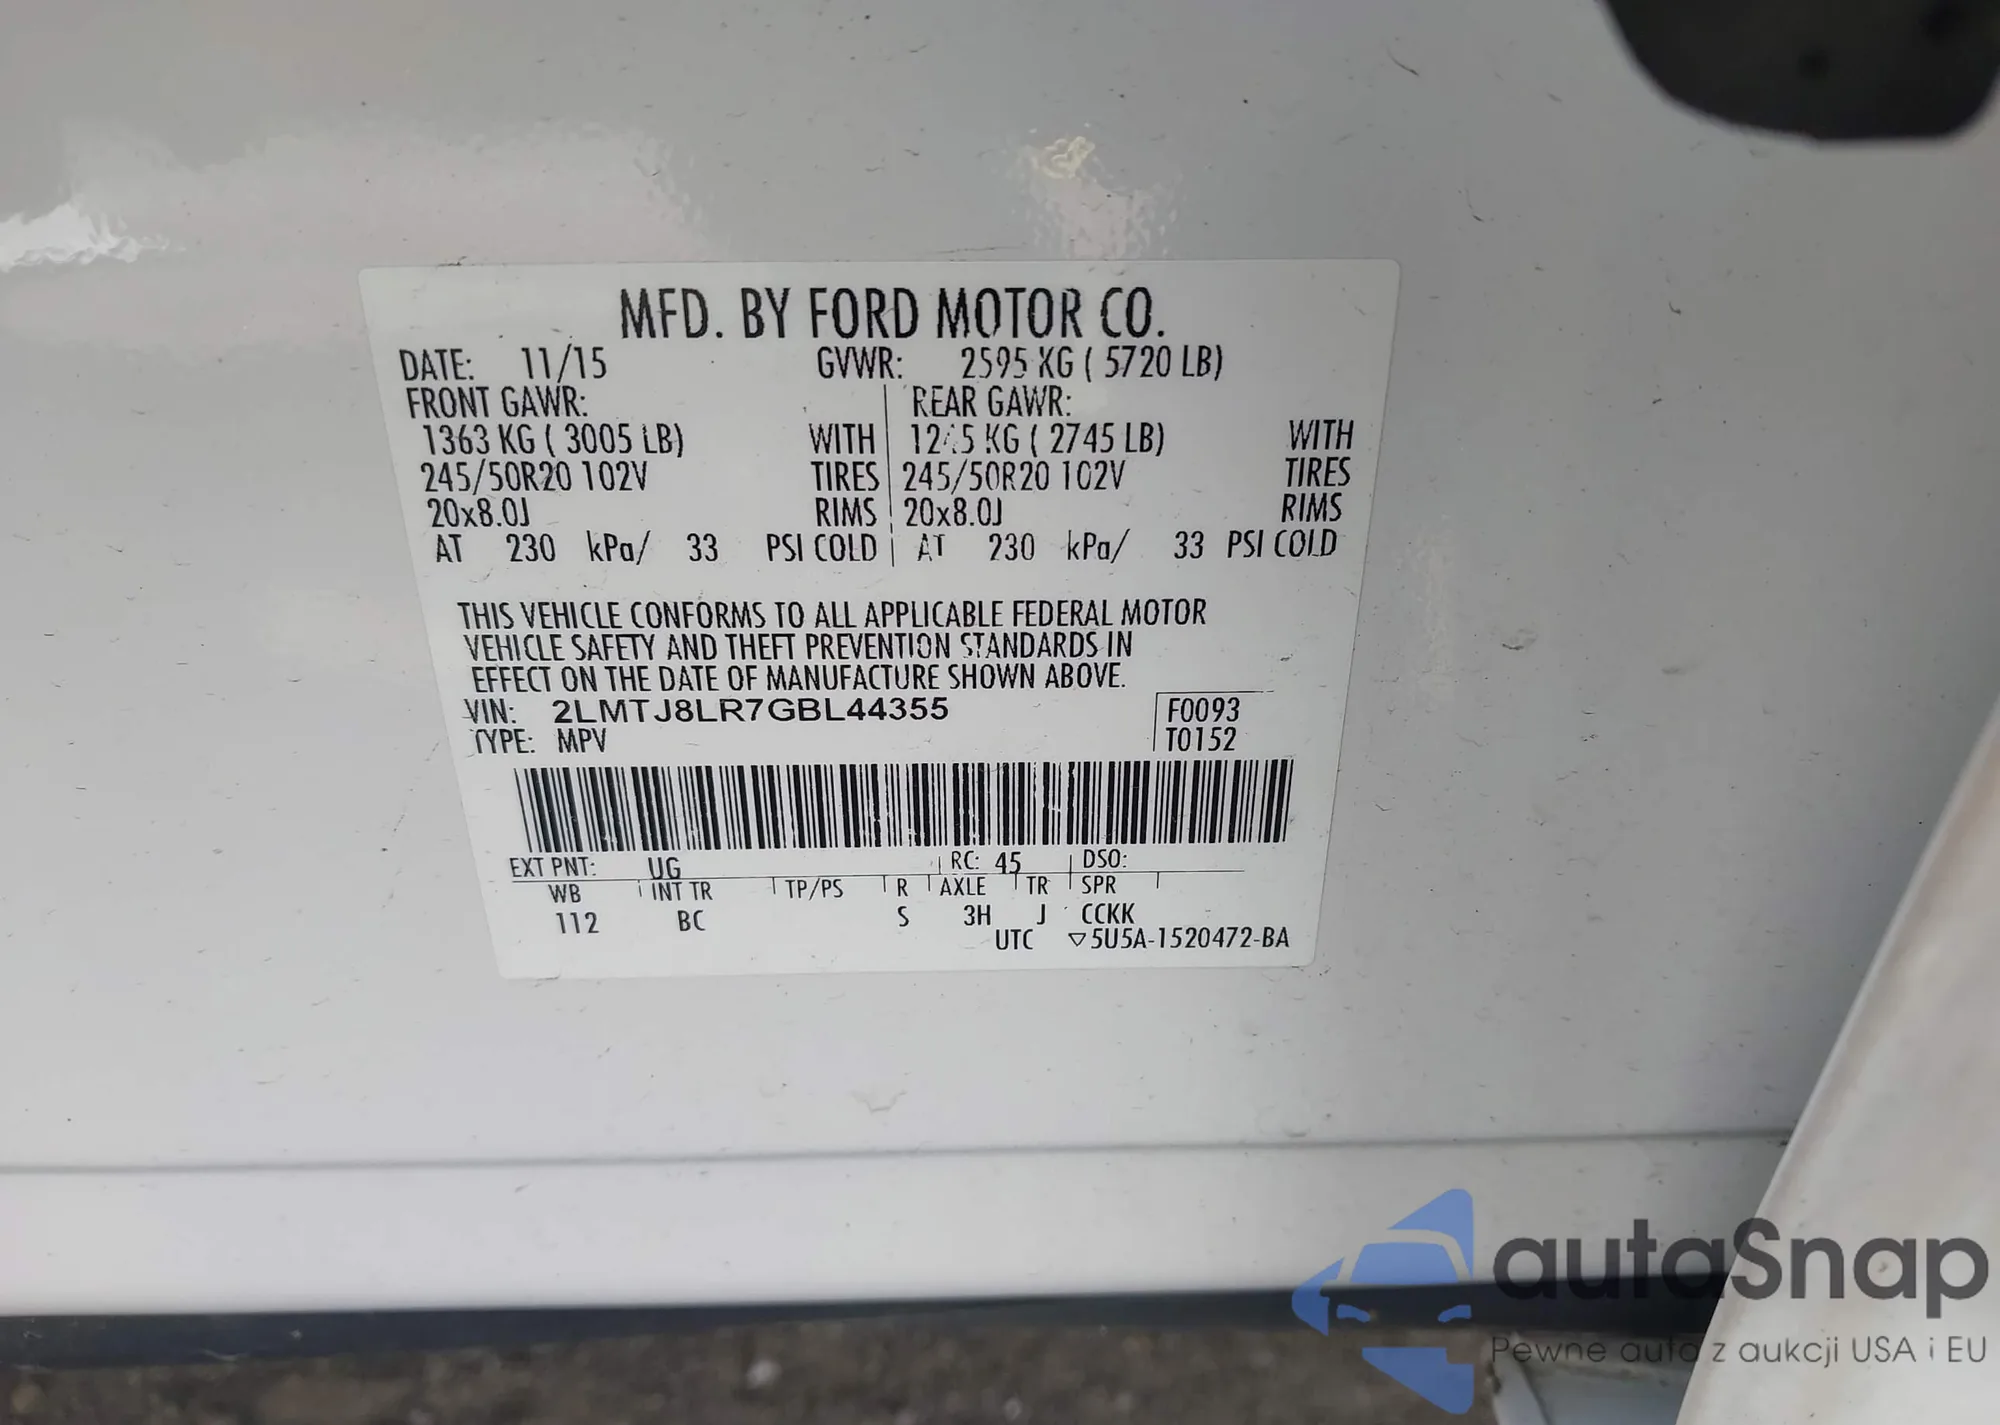 MFD. BY FORD MOTOR CO.
DATE: 11/15 GVWR: 2595 KG ( 5720 LB)
FRONT GAWR: REAR GAWR:
1363 KG ( 3005 LB) WITH KG ( 2745 LB) WITH
245/50R20 102V TIRES 245/50R20 102V TIRES
20x8.0J RIMS 20x8.0J RIMS
AT 230 kPa/ 33 PSI COLD AT 230 kPa/ 33 PSI COLD
THIS VEHICLE CONFORMS TO ALL APPLICABLE FEDERAL MOTOR
VEHICLE SAFETY AND THEFT PREVENTION STANDARDS IN
EFFECT ON THE DATE OF MANUFACTURE SHOWN ABOVE.
VIN: 2LMTJ8LR7GBL44355 F0093
TYPE: MPV T0152
EXT PNT: UG RC: 45 DSO:
WB INT TR TP/PS R AXLE TR SPR
112 BC S 3H J CCKK
UTC ▽5U5A-1520472-BA
autaSnap
Pewne auta z aukcji USA i EU